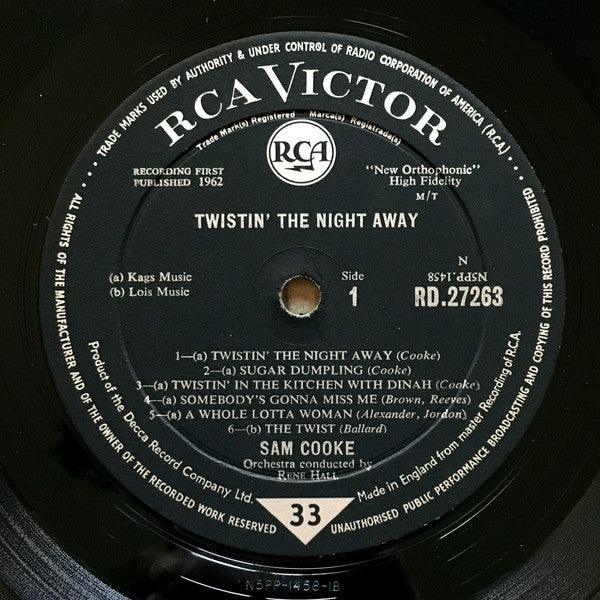 ... TRADE MARKS USED BY AUTHORITY & UNDER CONTROL OF RADIO CORPORATION OF AMERICA (R.C.A.) ...
RCA VICTOR
Trade Mark(s) Registered Marca(s) Registrada(s)
RCA
RECORDING FIRST
PUBLISHED 1962
"New Orthophonic"
High Fidelity
M/T
TWISTIN' THE NIGHT AWAY
(a) Kags Music
(b) Lois Music
Side
1
N
N5PP.1458
RD.27263
1—(a) TWISTIN' THE NIGHT AWAY (Cooke)
2—(a) SUGAR DUMPLING (Cooke)
3—(a) TWISTIN' IN THE KITCHEN WITH DINAH (Cooke)
4—(a) SOMEBODY'S GONNA MISS ME (Brown, Reeves)
5—(a) A WHOLE LOTTA WOMAN (Alexander, Jordon)
6—(b) THE TWIST (Ballard)
SAM COOKE
Orchestra conducted by
RENE HALL
Product of the Decca Record Company Ltd.
Made in England from master Recording of R.C.A.
33
ALL RIGHTS OF THE MANUFACTURER AND OF THE OWNER OF THE RECORDED WORK RESERVED
UNAUTHORISED PUBLIC PERFORMANCE BROADCASTING AND COPYING OF THIS RECORD PROHIBITED
N5PP-1458-1B